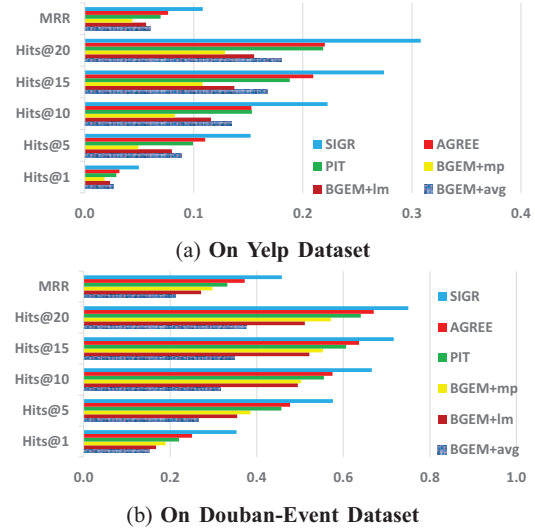 MRR
Hits@20
Hits@15
Hits@10
Hits@5
Hits@1
SIGR AGREE
PIT BGEM+mp
BGEM+lm BGEM+avg
0.0 0.1 0.2 0.3 0.4
(a) On Yelp Dataset
MRR
Hits@20
Hits@15
Hits@10
Hits@5
Hits@1
SIGR
AGREE
PIT
BGEM+mp
BGEM+lm
BGEM+avg
0.0 0.2 0.4 0.6 0.8 1.0
(b) On Douban-Event Dataset